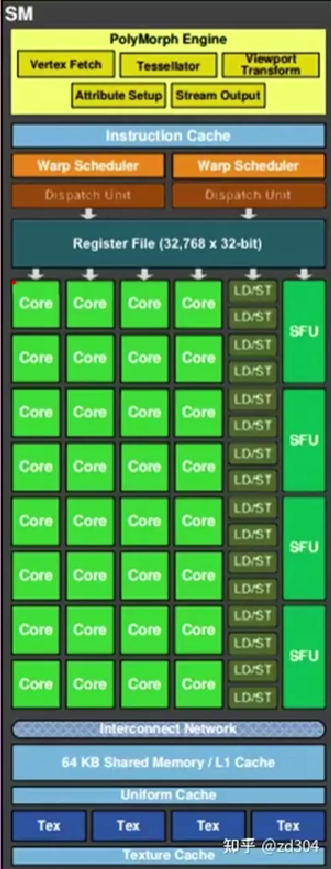 SM
PolyMorph Engine
Vertex Fetch Tessellator Viewport Transform
Attribute Setup Stream Output
Instruction Cache
Warp Scheduler Warp Scheduler
Dispatch Unit Dispatch Unit
Register File (32,768 x 32-bit)
LD/ST
Core Core Core Core SFU
LD/ST
LD/ST
Core Core Core Core
LD/ST
LD/ST
Core Core Core Core SFU
LD/ST
LD/ST
Core Core Core Core
LD/ST
LD/ST
Core Core Core Core SFU
LD/ST
LD/ST
Core Core Core Core
LD/ST
LD/ST
Core Core Core Core SFU
LD/ST
LD/ST
Core Core Core Core
LD/ST
Interconnect Network
64 KB Shared Memory / L1 Cache
Uniform Cache
Tex Tex Tex Tex
Texture Cache
知乎 @zd304